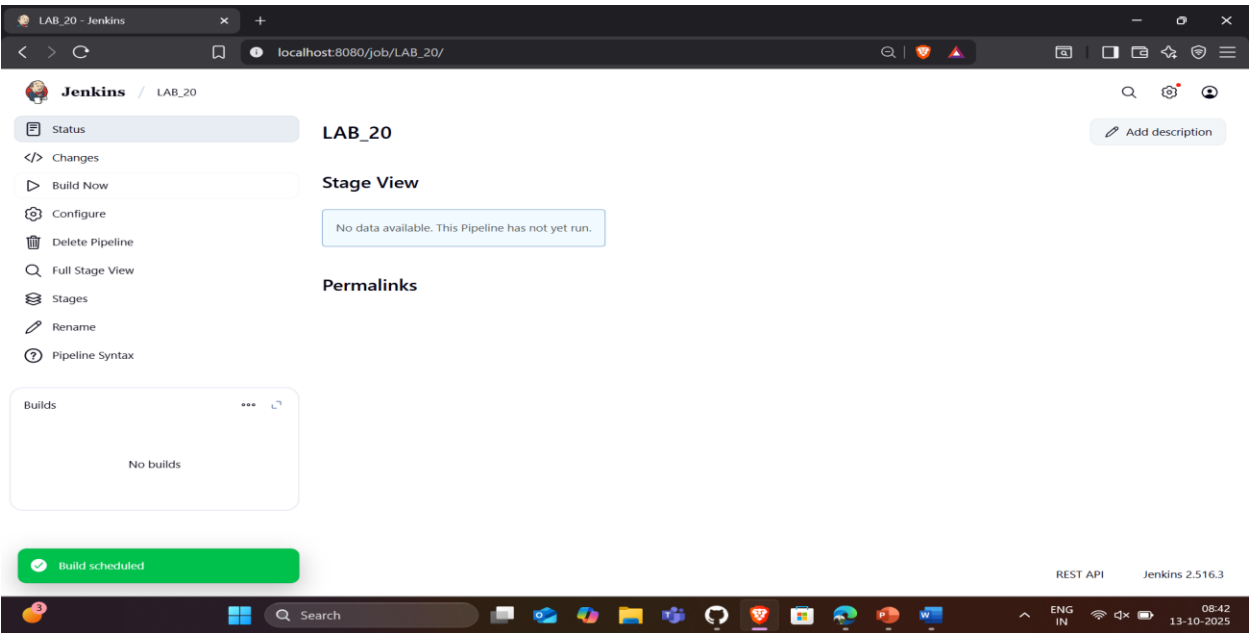 LAB_20 - Jenkins
localhost:8080/job/LAB_20/
Jenkins / LAB_20
Status
Changes
Build Now
Configure
Delete Pipeline
Full Stage View
Stages
Rename
Pipeline Syntax
Builds
No builds
Build scheduled
LAB_20
Add description
Stage View
No data available. This Pipeline has not yet run.
Permalinks
REST API Jenkins 2.516.3
3
Search
ENG
IN
08:42
13-10-2025